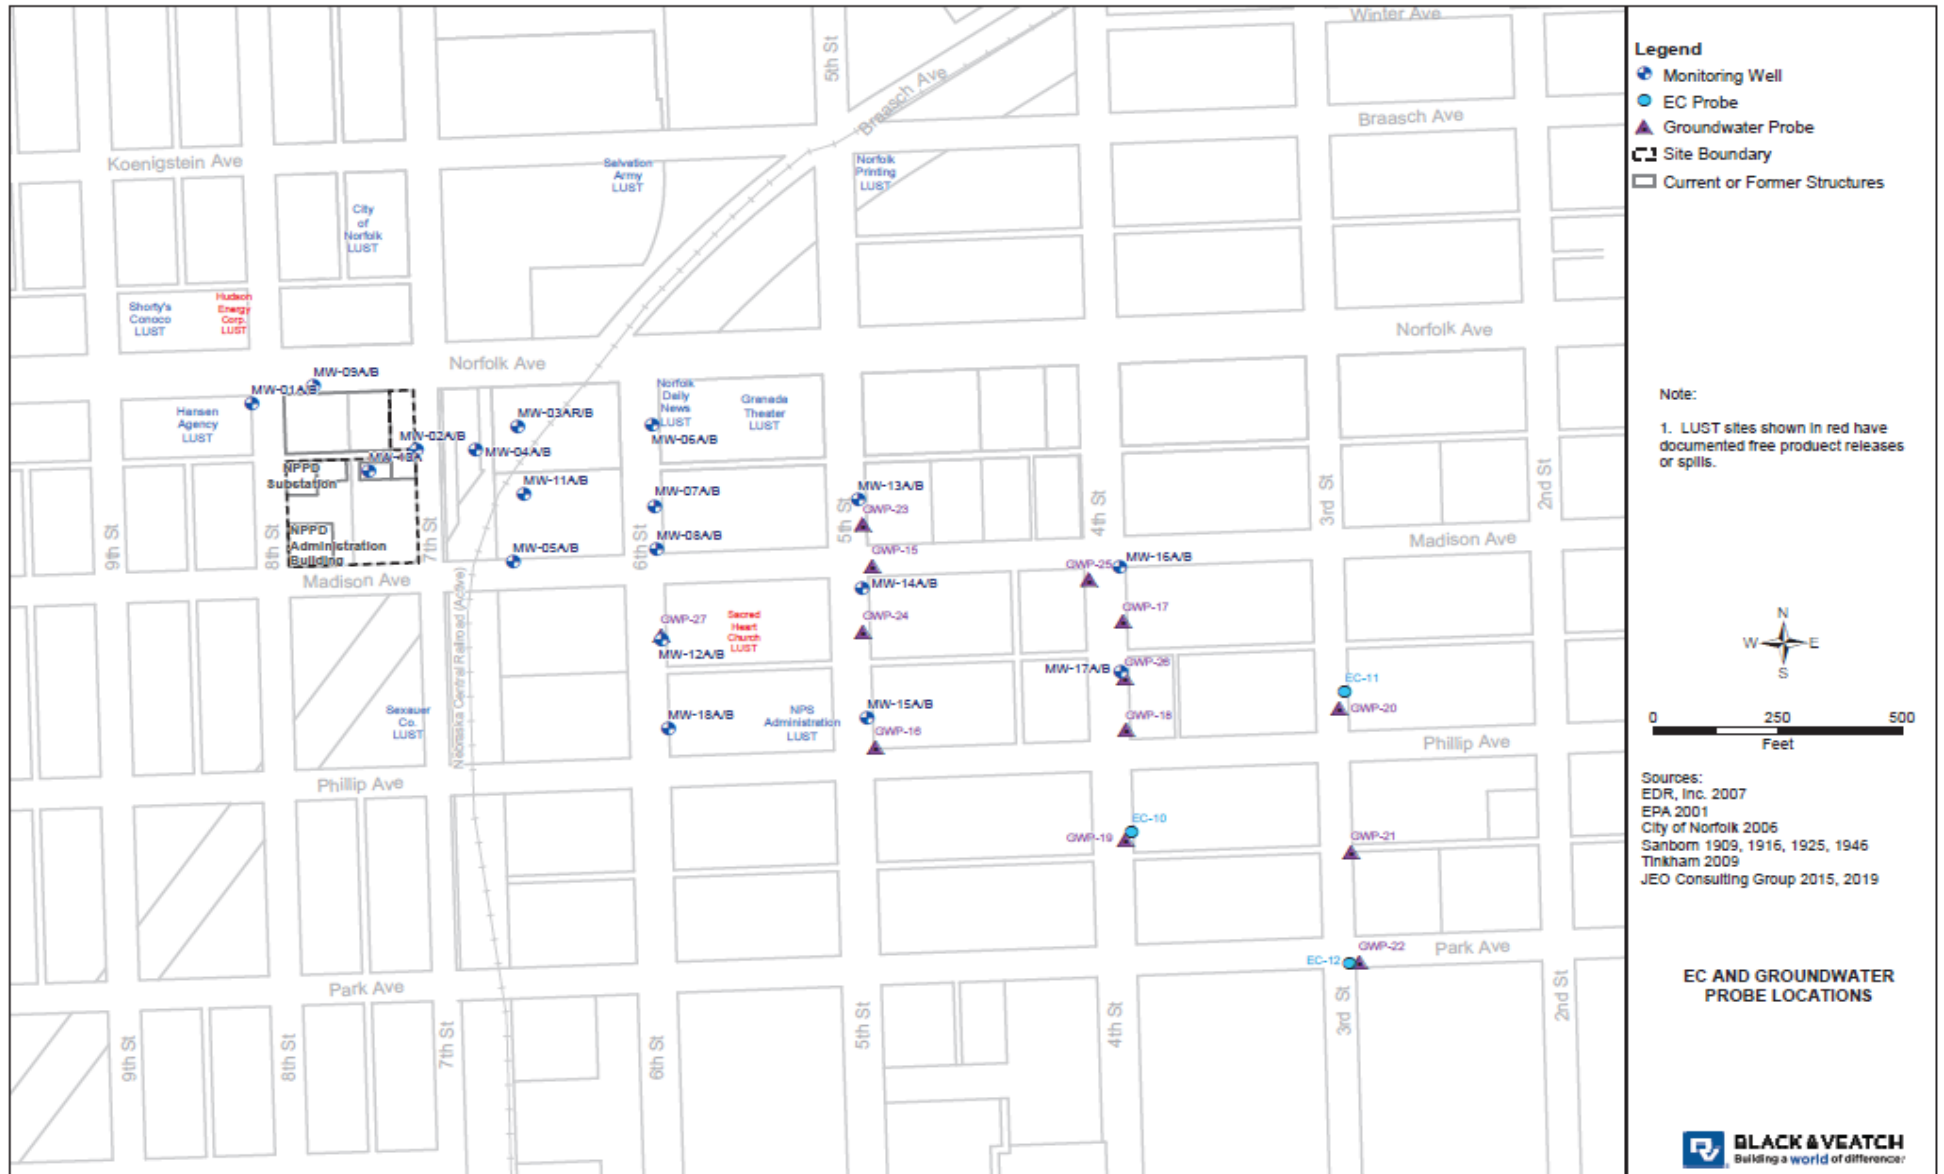 Winter Ave
5th St
Braasch Ave
Braasch Ave
Koenigstein Ave
Salvation
Army
LUST
Norfolk
Printing
LUST
City
of
Norfolk
LUST
Shorty's
Conoco
LUST
Hudson
Energy
Corp.
LUST
Norfolk Ave
Norfolk Ave
MW-09A/B
MW-01A/B
Hansen
Agency
LUST
MW-02A/B
MW-03AR/B
MW-04A/B
Norfolk
Daily
News
LUST
Granada
Theater
LUST
MW-06A/B
NPPD
Substation
MW-11A/B
MW-07A/B
MW-13A/B
GWP-23
9th St
8th St
7th St
6th St
5th St
4th St
3rd St
2nd St
NPPD
Administration
Building
MW-05A/B
MW-08A/B
GWP-15
GWP-25
MW-16A/B
Madison Ave
Madison Ave
MW-14A/B
GWP-24
GWP-17
GWP-27
MW-12A/B
Sacred
Heart
Church
LUST
Nebraska Central Railroad (Active)
MW-17A/B
GWP-26
EC-11
GWP-20
Sexauer
Co.
LUST
MW-18A/B
NPS
Administration
LUST
MW-15A/B
GWP-16
GWP-18
Phillip Ave
Phillip Ave
EC-10
GWP-19
GWP-21
GWP-22
EC-12
Park Ave
Park Ave
9th St
8th St
7th St
6th St
5th St
4th St
3rd St
2nd St
Legend
Monitoring Well
EC Probe
Groundwater Probe
Site Boundary
Current or Former Structures
Note:
1. LUST sites shown in red have
documented free product releases
or spills.
N
W E
S
0 250 500
Feet
Sources:
EDR, Inc. 2007
EPA 2001
City of Norfolk 2006
Sanborn 1909, 1916, 1925, 1946
Tinkham 2009
JEO Consulting Group 2015, 2019
EC AND GROUNDWATER
PROBE LOCATIONS
BLACK & VEATCH
Building a world of difference.